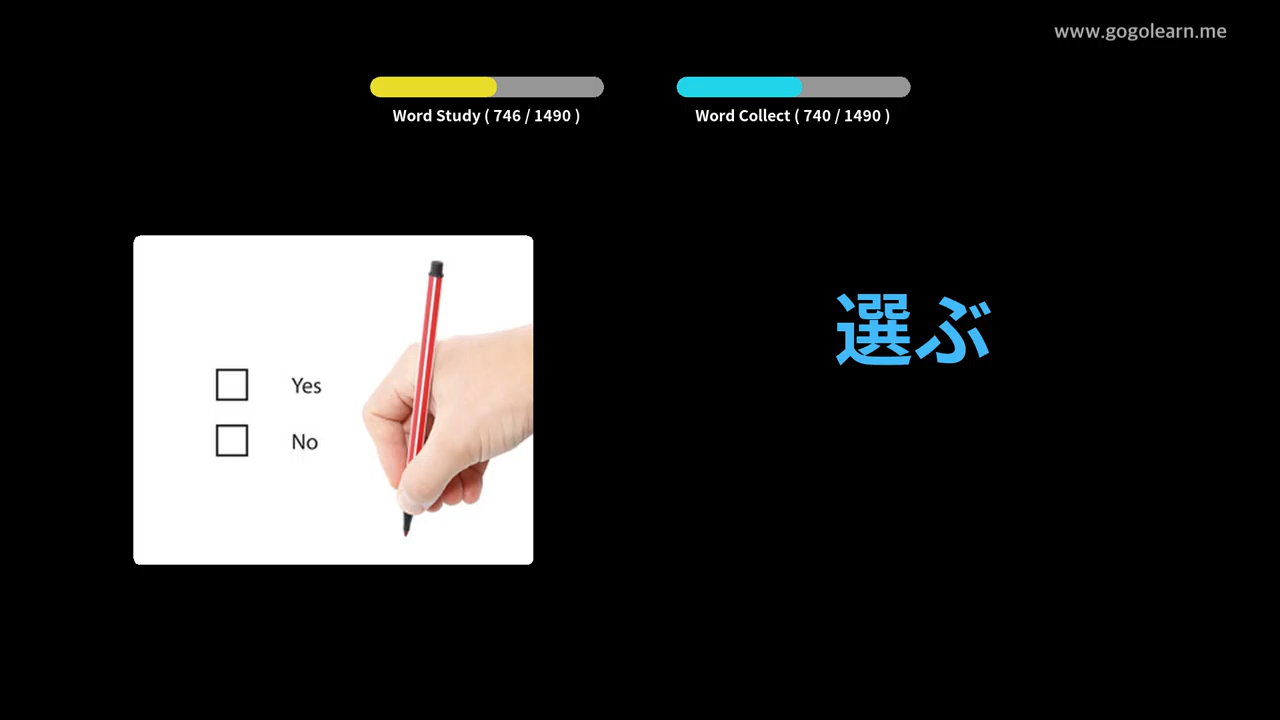 www.gogolearn.me
Word Study ( 746 / 1490 )
Word Collect ( 740 / 1490 )
Yes
No
選ぶ